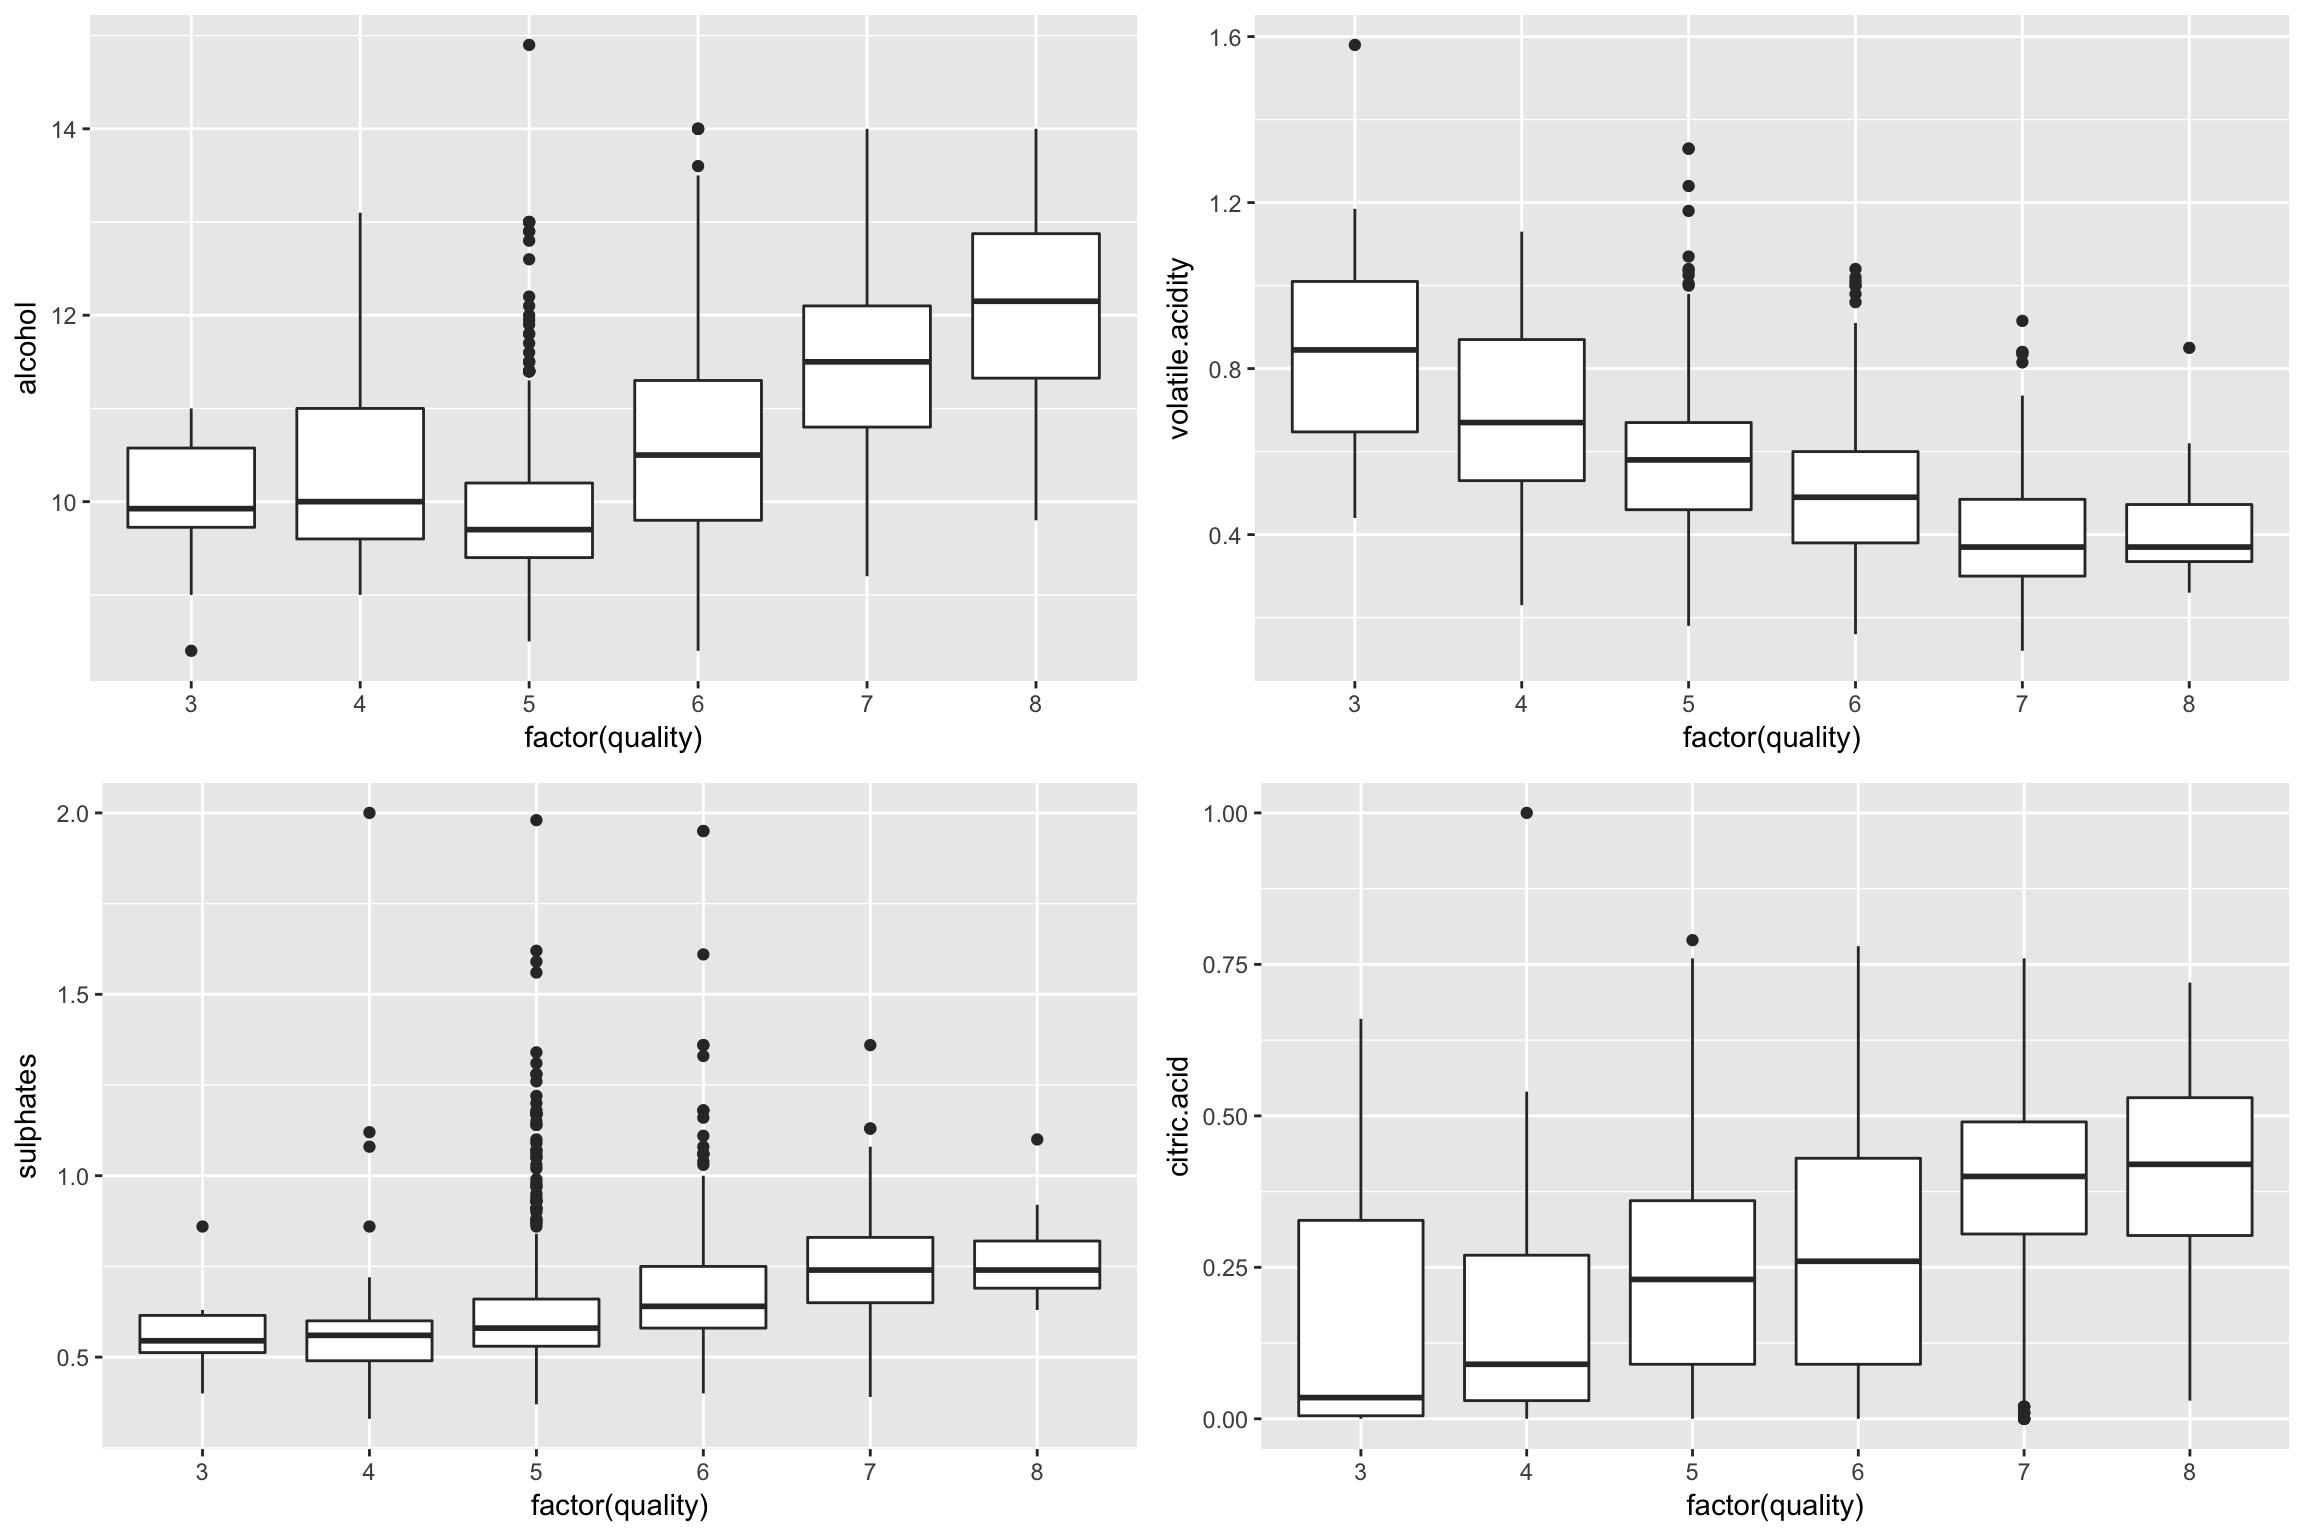 alcohol
14
12
10
3 4 5 6 7 8
factor(quality)
volatile.acidity
1.6
1.2
0.8
0.4
3 4 5 6 7 8
factor(quality)
sulphates
2.0
1.5
1.0
0.5
3 4 5 6 7 8
factor(quality)
citric.acid
1.00
0.75
0.50
0.25
0.00
3 4 5 6 7 8
factor(quality)